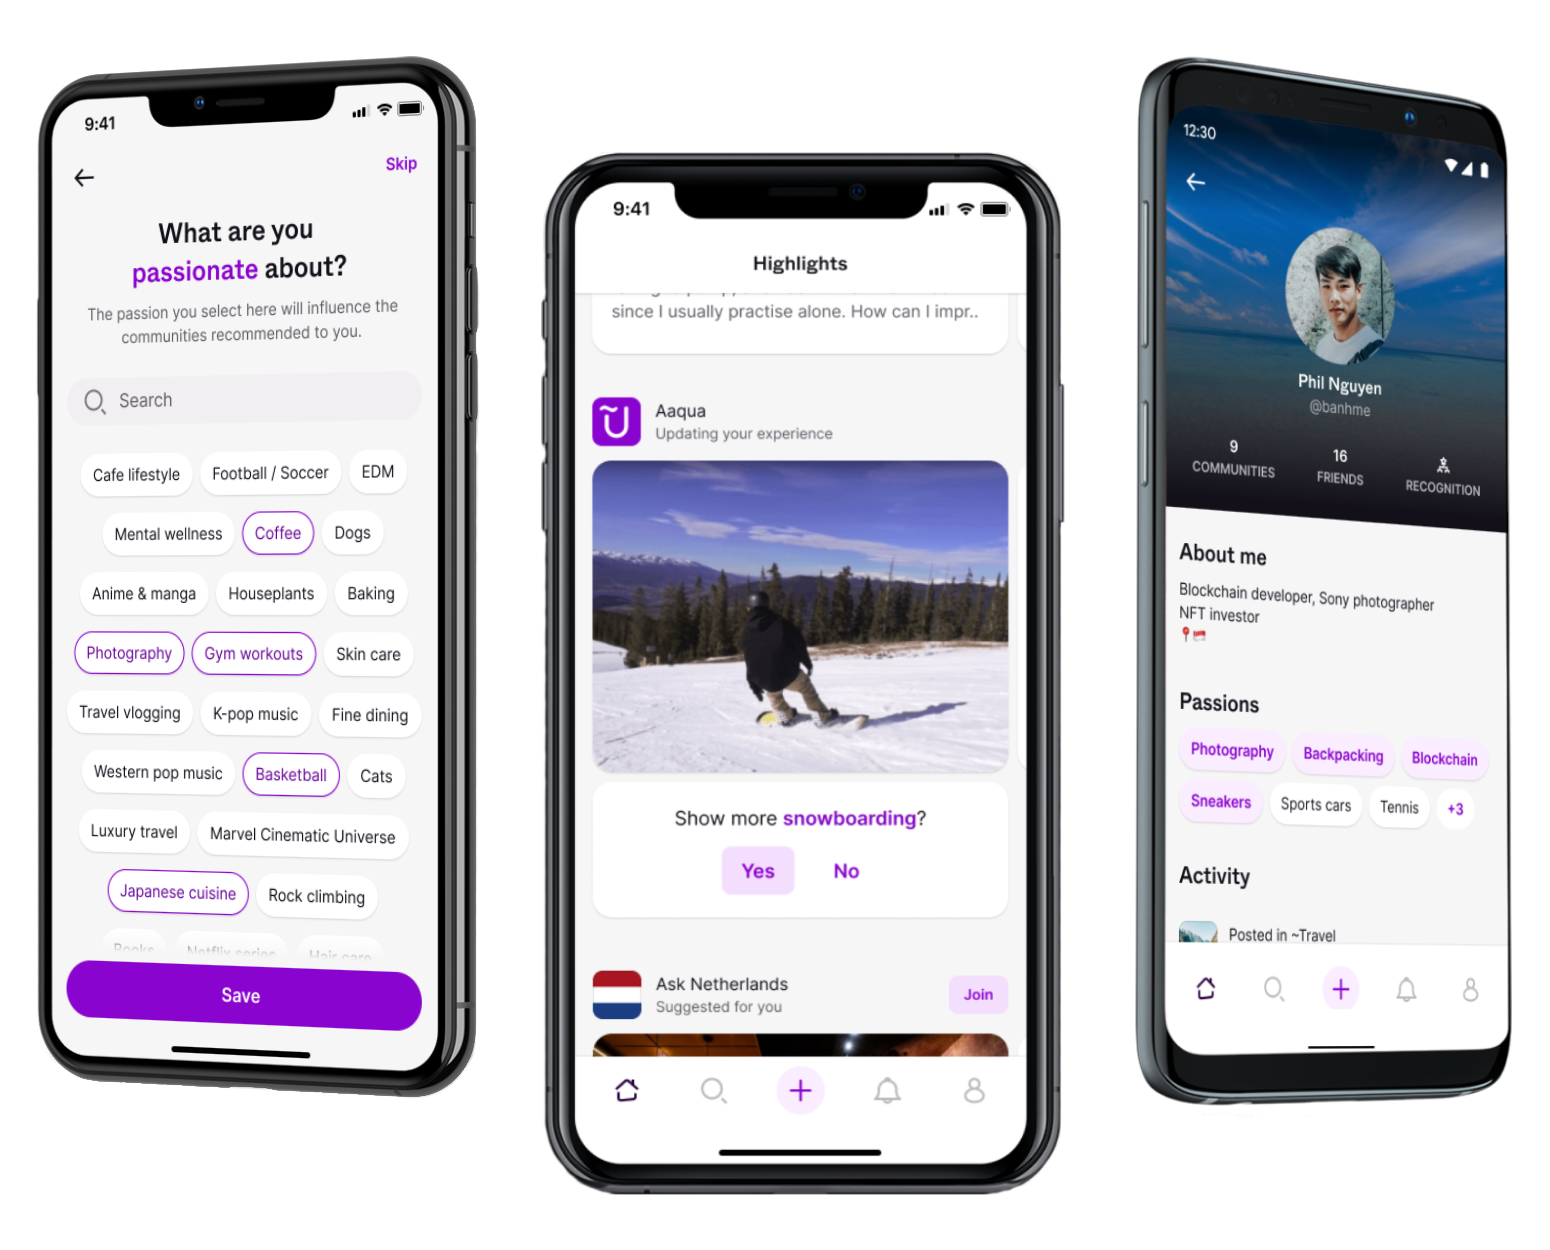 9:41
Skip
What are you
passionate about?
The passion you select here will influence the
communities recommended to you.
Search
Cafe lifestyle
Football / Soccer
EDM
Mental wellness
Coffee
Dogs
Anime & manga
Houseplants
Baking
Photography
Gym workouts
Skin care
Travel vlogging
K-pop music
Fine dining
Western pop music
Basketball
Cats
Luxury travel
Marvel Cinematic Universe
Japanese cuisine
Rock climbing
Books
Netflix series
Hair care
Save
9:41
Highlights
since I usually practise alone. How can I impr..
Aaqua
Updating your experience
Show more snowboarding?
Yes
No
Ask Netherlands
Suggested for you
Join
12:30
Phil Nguyen
@banhme
9
COMMUNITIES
16
FRIENDS
RECOGNITION
About me
Blockchain developer, Sony photographer
NFT investor
Passions
Photography
Backpacking
Blockchain
Sneakers
Sports cars
Tennis
+3
Activity
Posted in ~Travel